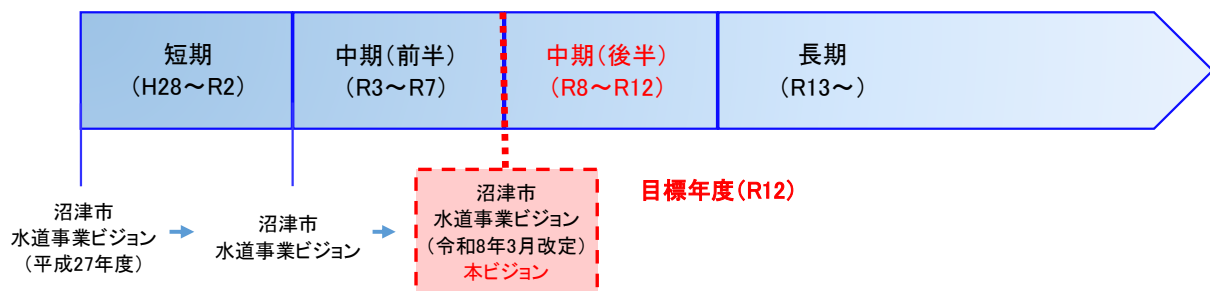 短期
（H28～R2）
中期（前半）
（R3～R7）
中期（後半）
（R8～R12）
長期
（R13～）
沼津市
水道事業ビジョン
（平成27年度）
沼津市
水道事業ビジョン
沼津市
水道事業ビジョン
（令和8年3月改定）
本ビジョン
目標年度（R12）